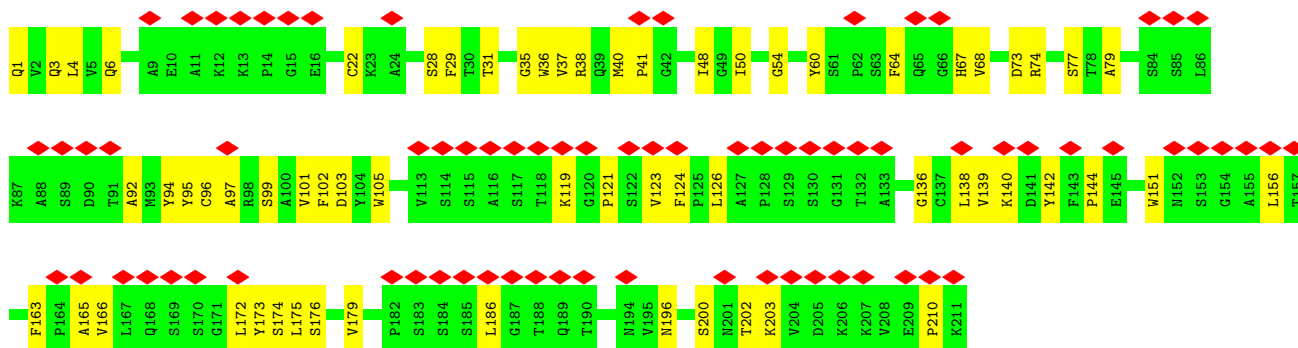 Q1 V2 Q3 L4 V5 Q6 A9 E10 A11 K12 K13 P14 G15 E16 C22 K23 A24 S28 F29 T30 T31 G35 W36 V37 R38 Q39 M40 P41 G42 I48 G49 I50 G54 Y60 S61 P62 S63 F64 Q65 G66 H67 V68 D73 R74 S77 T78 A79 S84 S85 L86
K87 A88 S89 D90 T91 A92 M93 Y94 Y95 C96 A97 R98 S99 A100 V101 F102 D103 Y104 W105 V113 S114 S115 A116 S117 T118 K119 G120 P121 S122 V123 F124 P125 L126 A127 P128 S129 S130 G131 T132 A133 G136 C137 L138 V139 K140 D141 Y142 F143 P144 E145 W151 N152 S153 G154 A155 L156 T157
F163 P164 A165 V166 L167 Q168 S169 S170 G171 L172 Y173 S174 L175 S176 V179 P182 S183 S184 S185 L186 G187 T188 Q189 T190 N194 V195 N196 S200 N201 T202 K203 V204 D205 K206 K207 V208 E209 P210 K211